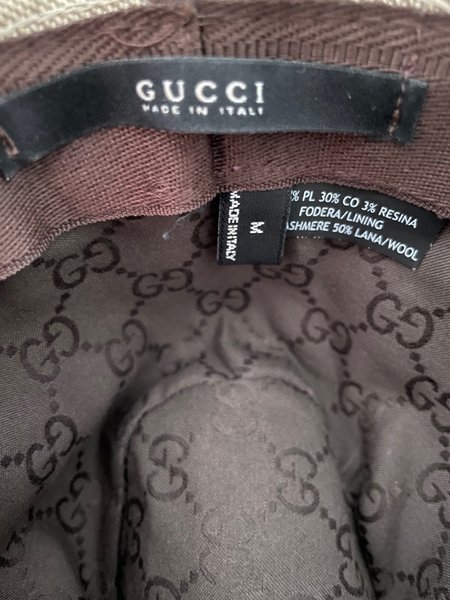 GUCCI
MADE IN ITALY
% PL 30% CO 3% RESINA
FODERA/LINING
ASHMERE 50% LANA/WOOL
MADE IN ITALY
M